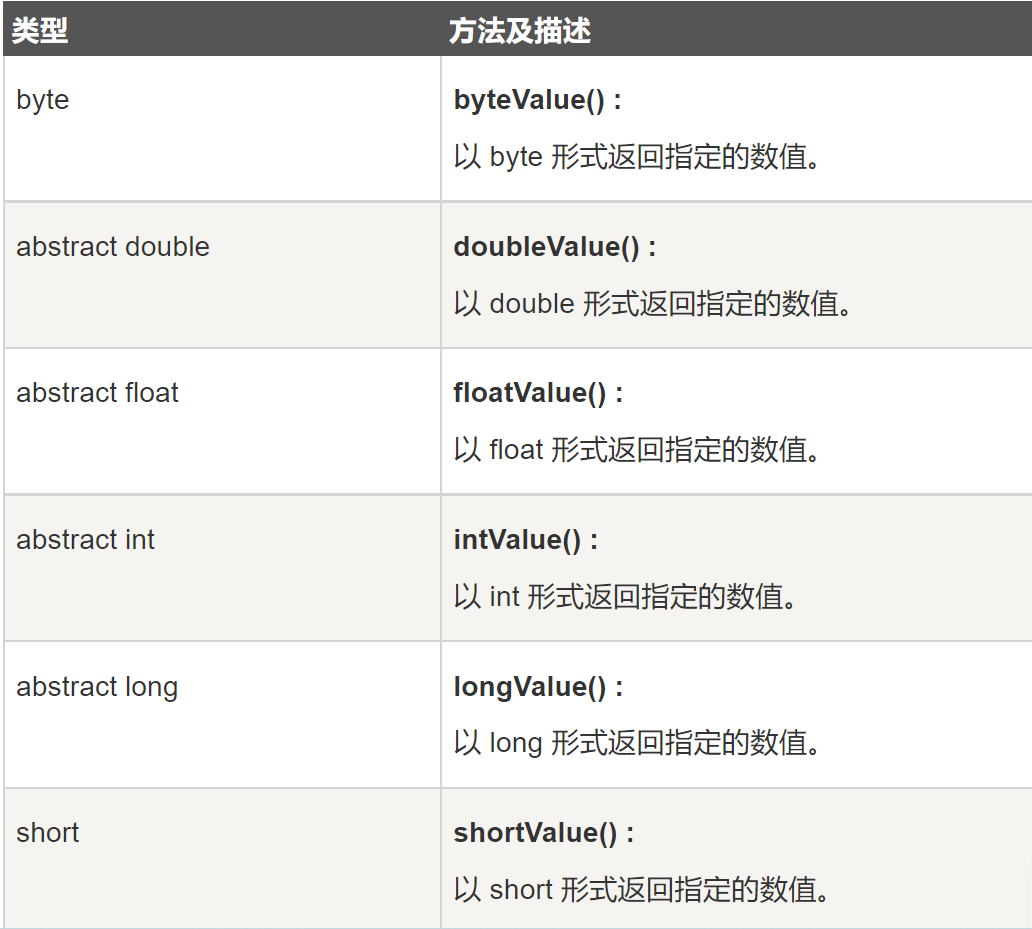 类型 方法及描述
byte byteValue() :
以 byte 形式返回指定的数值。
abstract double doubleValue() :
以 double 形式返回指定的数值。
abstract float floatValue() :
以 float 形式返回指定的数值。
abstract int intValue() :
以 int 形式返回指定的数值。
abstract long longValue() :
以 long 形式返回指定的数值。
short shortValue() :
以 short 形式返回指定的数值。